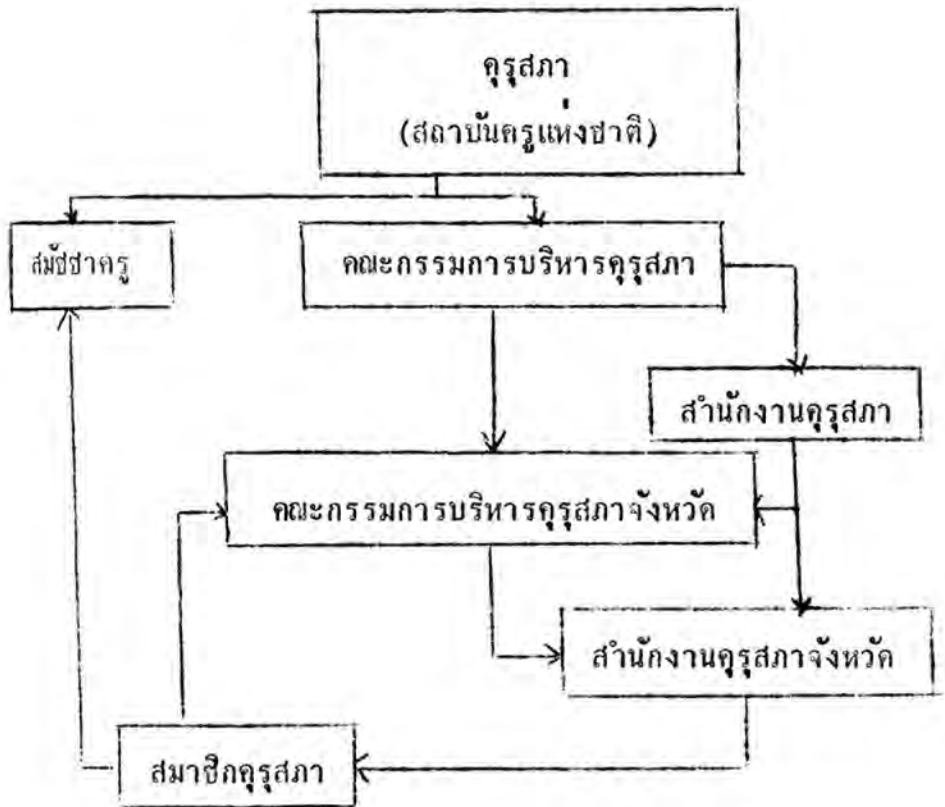 คุรุสภา
(สถาบันครูแห่งชาติ)
สมัชชาครู
คณะกรรมการบริหารคุรุสภา
สำนักงานคุรุสภา
คณะกรรมการบริหารคุรุสภาจังหวัด
สำนักงานคุรุสภาจังหวัด
สมาชิกคุรุสภา